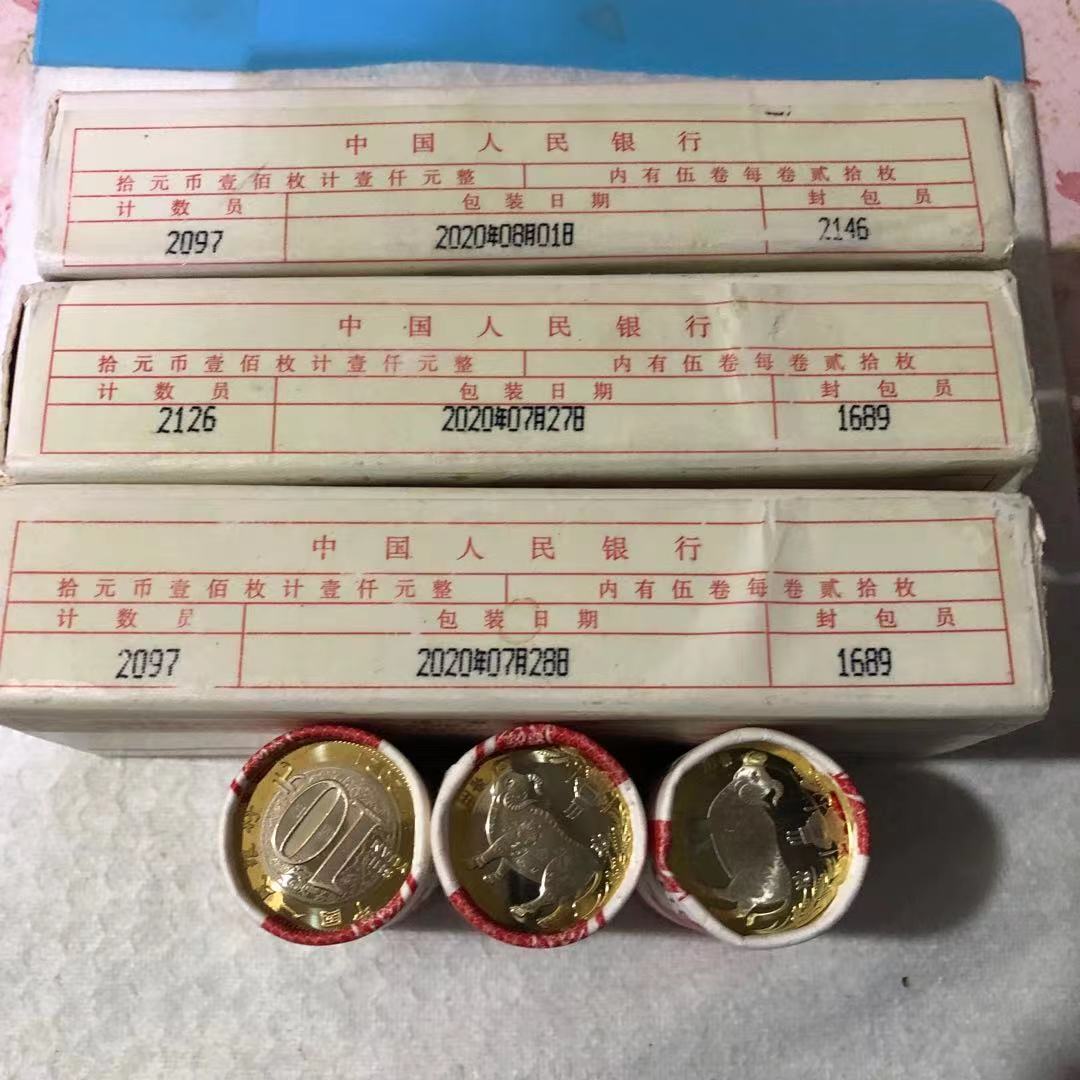 中国人民银行
拾元币壹佰枚计壹仟元整 内有伍卷每卷贰拾枚
计数员 包装日期 封包员
2097 2020年08月01日 2146
中国人民银行
拾元币壹佰枚计壹仟元整 内有伍卷每卷贰拾枚
计数员 包装日期 封包员
2126 2020年07月27日 1689
中国人民银行
拾元币壹佰枚计壹仟元整 内有伍卷每卷贰拾枚
计数员 包装日期 封包员
2097 2020年07月28日 1689
10